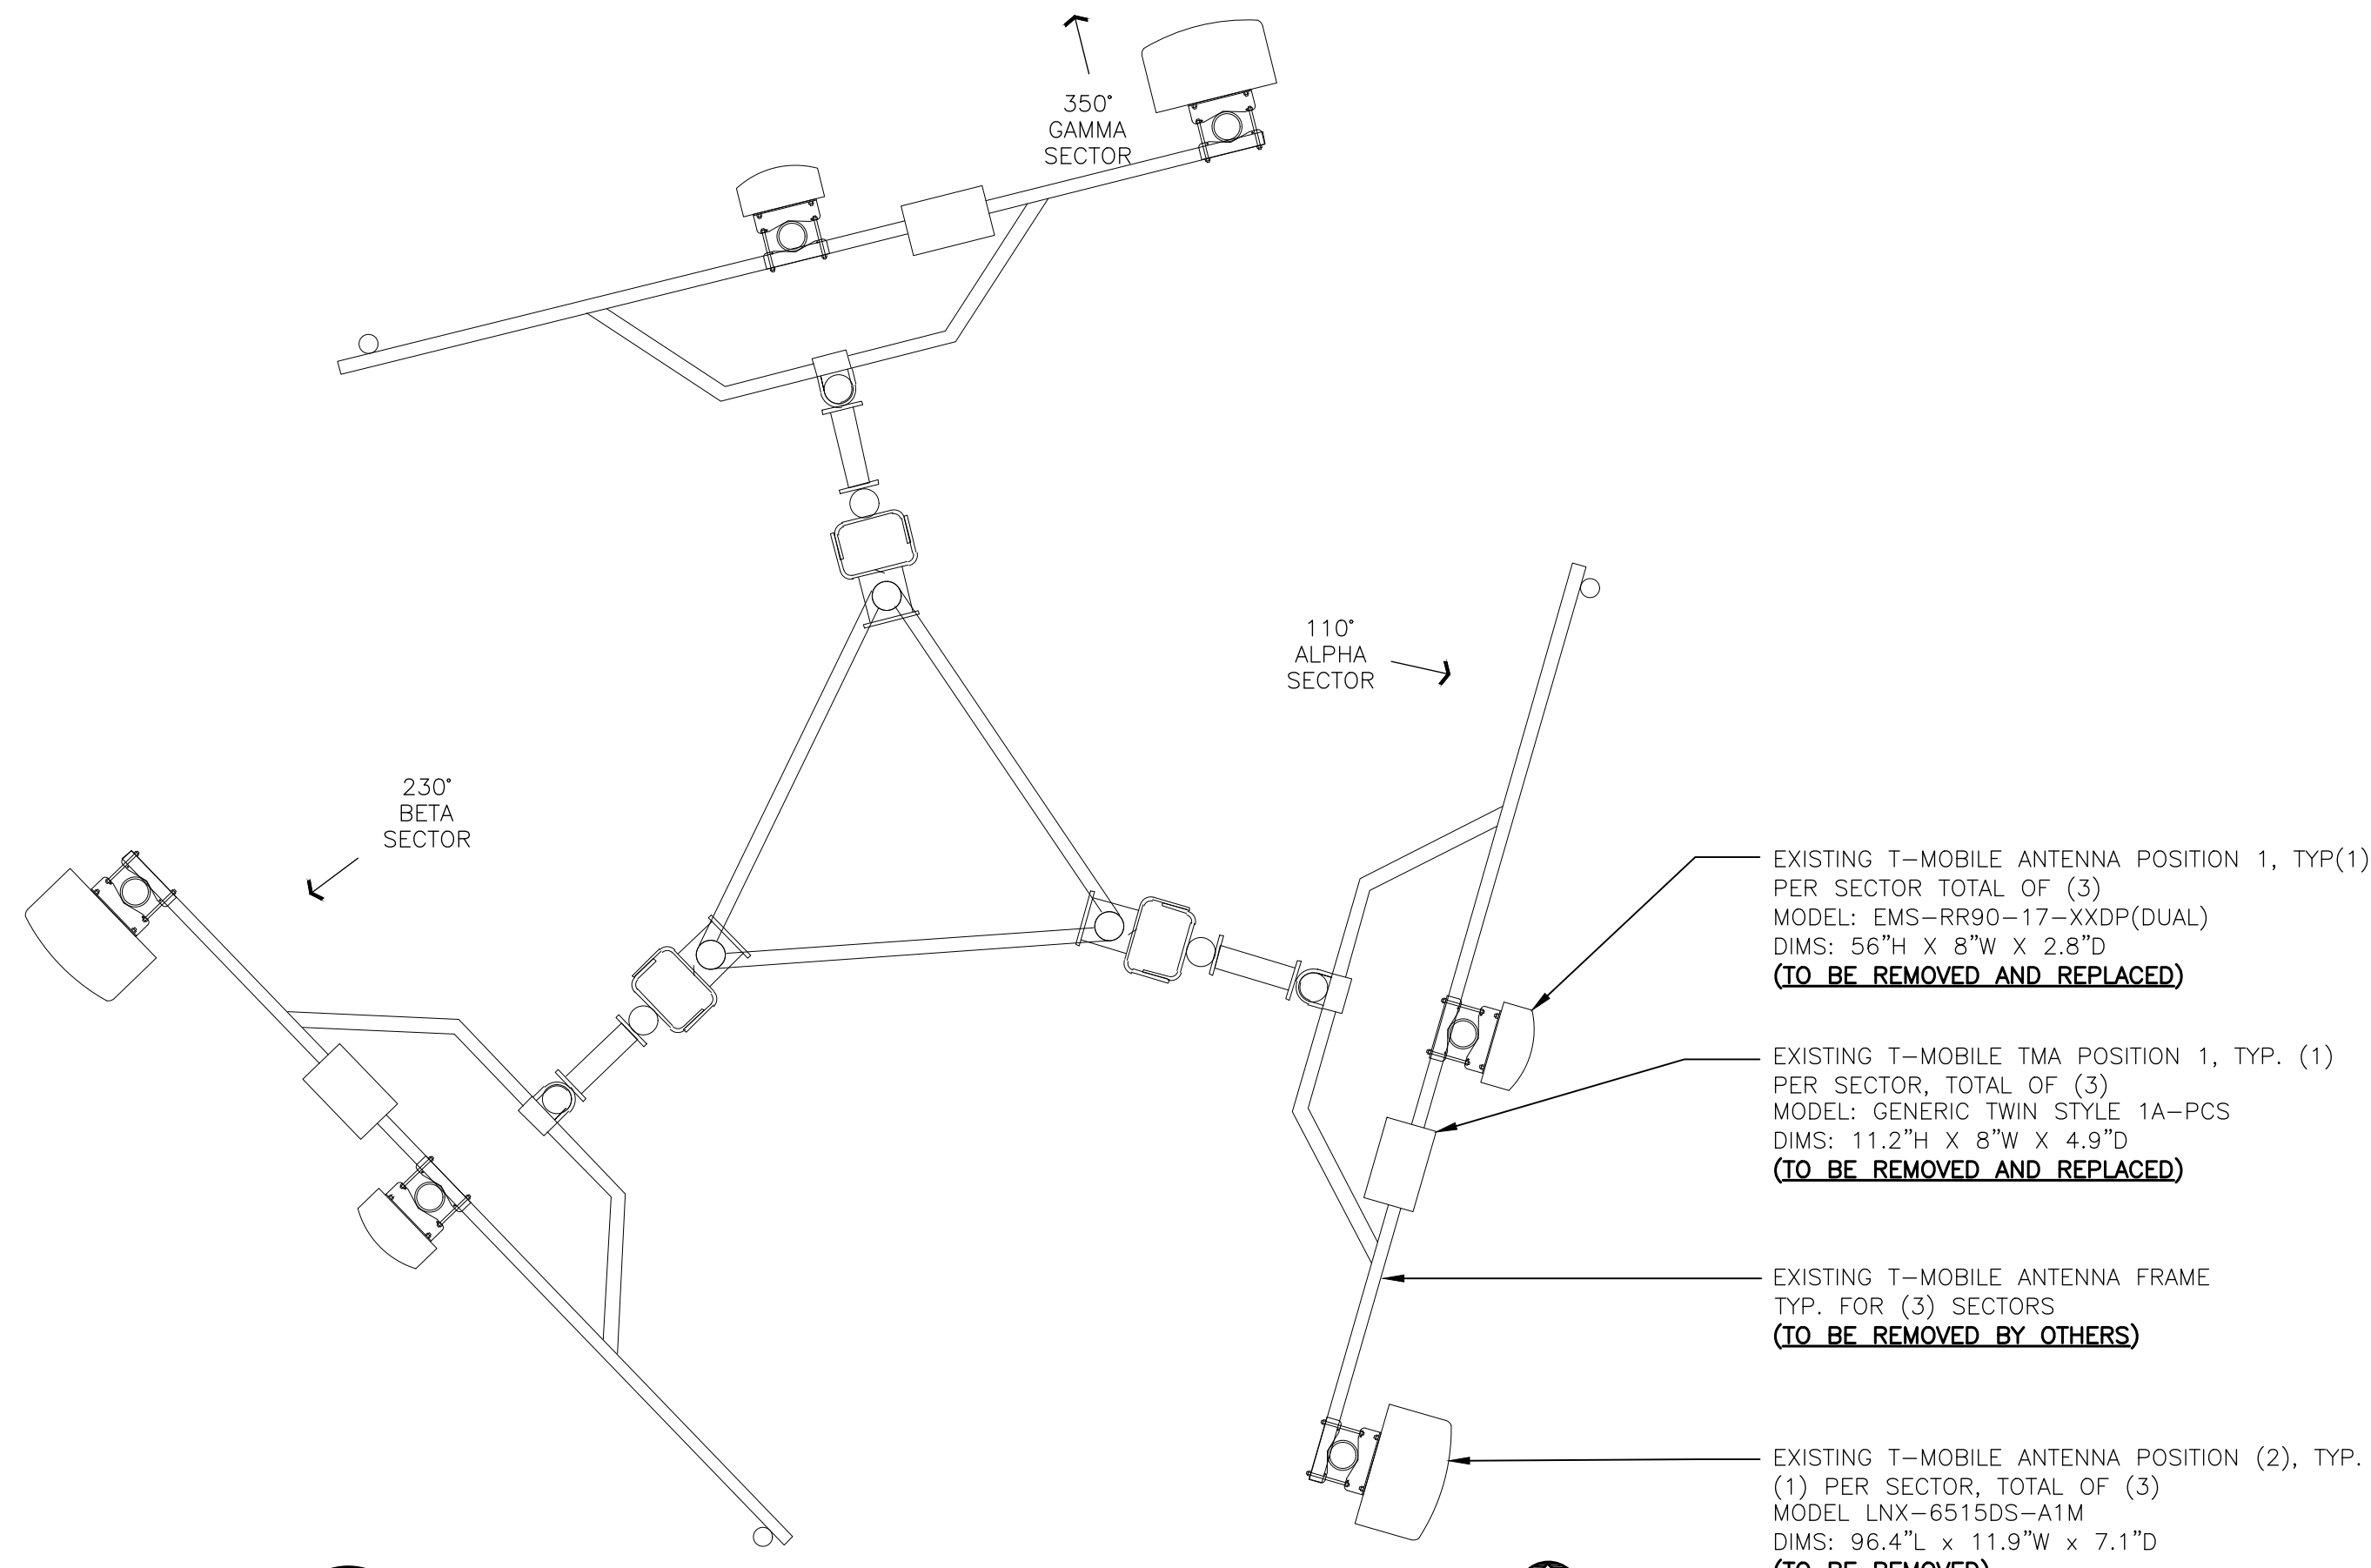 350°
GAMMA
SECTOR
110°
ALPHA
SECTOR
230°
BETA
SECTOR
EXISTING T-MOBILE ANTENNA POSITION 1, TYP(1)
PER SECTOR TOTAL OF (3)
MODEL: EMS-RR90-17-XXDP(DUAL)
DIMS: 56"H X 8"W X 2.8"D
(TO BE REMOVED AND REPLACED)
EXISTING T-MOBILE TMA POSITION 1, TYP. (1)
PER SECTOR, TOTAL OF (3)
MODEL: GENERIC TWIN STYLE 1A-PCS
DIMS: 11.2"H X 8"W X 4.9"D
(TO BE REMOVED AND REPLACED)
EXISTING T-MOBILE ANTENNA FRAME
TYP. FOR (3) SECTORS
(TO BE REMOVED BY OTHERS)
EXISTING T-MOBILE ANTENNA POSITION (2), TYP.
(1) PER SECTOR, TOTAL OF (3)
MODEL LNX-6515DS-A1M
DIMS: 96.4"L x 11.9"W x 7.1"D
(TO BE REMOVED)